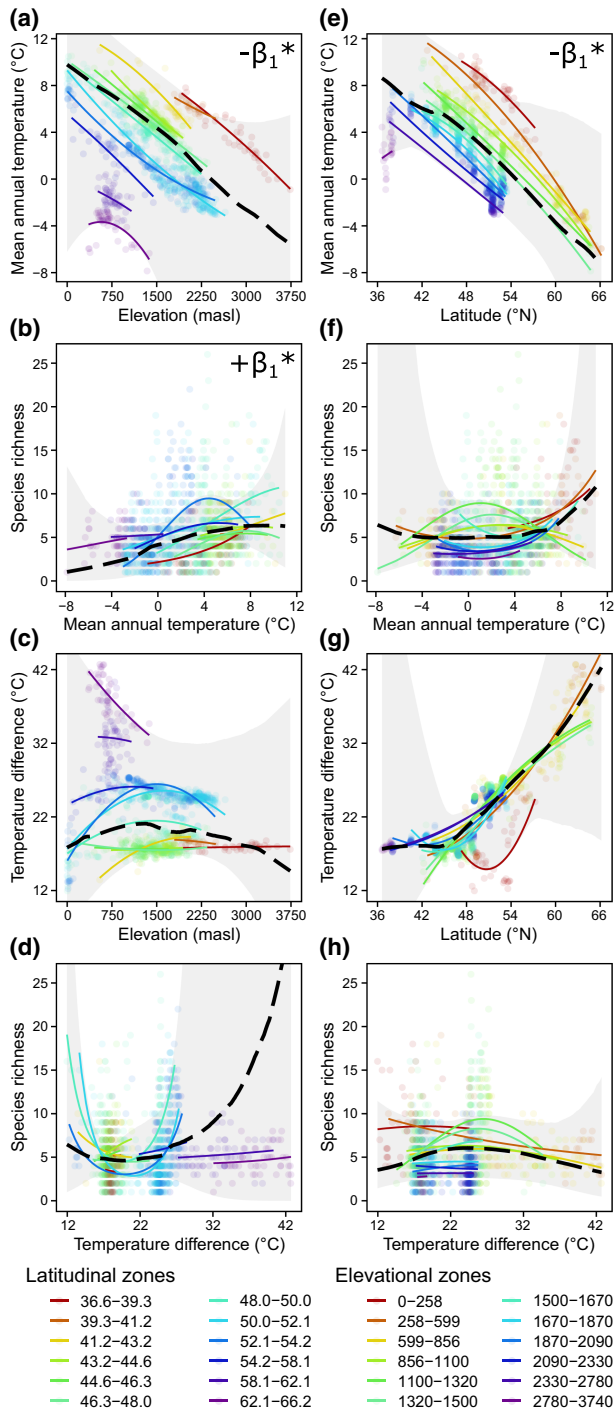 (a)
-β1*
Mean annual temperature (°C)
12
8
4
0
−4
−8
0 750 1500 2250 3000 3750
Elevation (masl)
(e)
-β1*
Mean annual temperature (°C)
12
8
4
0
−4
−8
36 42 48 54 60 66
Latitude (°N)
(b)
+β1*
Species richness
25
20
15
10
5
0
−8 −4 0 4 8 12
Mean annual temperature (°C)
(f)
Species richness
25
20
15
10
5
0
−8 −4 0 4 8 12
Mean annual temperature (°C)
(c)
Temperature difference (°C)
42
32
22
12
0 750 1500 2250 3000 3750
Elevation (masl)
(g)
Temperature difference (°C)
42
32
22
12
36 42 48 54 60 66
Latitude (°N)
(d)
Species richness
25
20
15
10
5
0
12 22 32 42
Temperature difference (°C)
(h)
Species richness
25
20
15
10
5
0
12 22 32 42
Temperature difference (°C)
Latitudinal zones
36.6−39.3
39.3−41.2
41.2−43.2
43.2−44.6
44.6−46.3
46.3−48.0
48.0−50.0
50.0−52.1
52.1−54.2
54.2−58.1
58.1−62.1
62.1−66.2
Elevational zones
0−258
258−599
599−856
856−1100
1100−1320
1320−1500
1500−1670
1670−1870
1870−2090
2090−2330
2330−2780
2780−3740